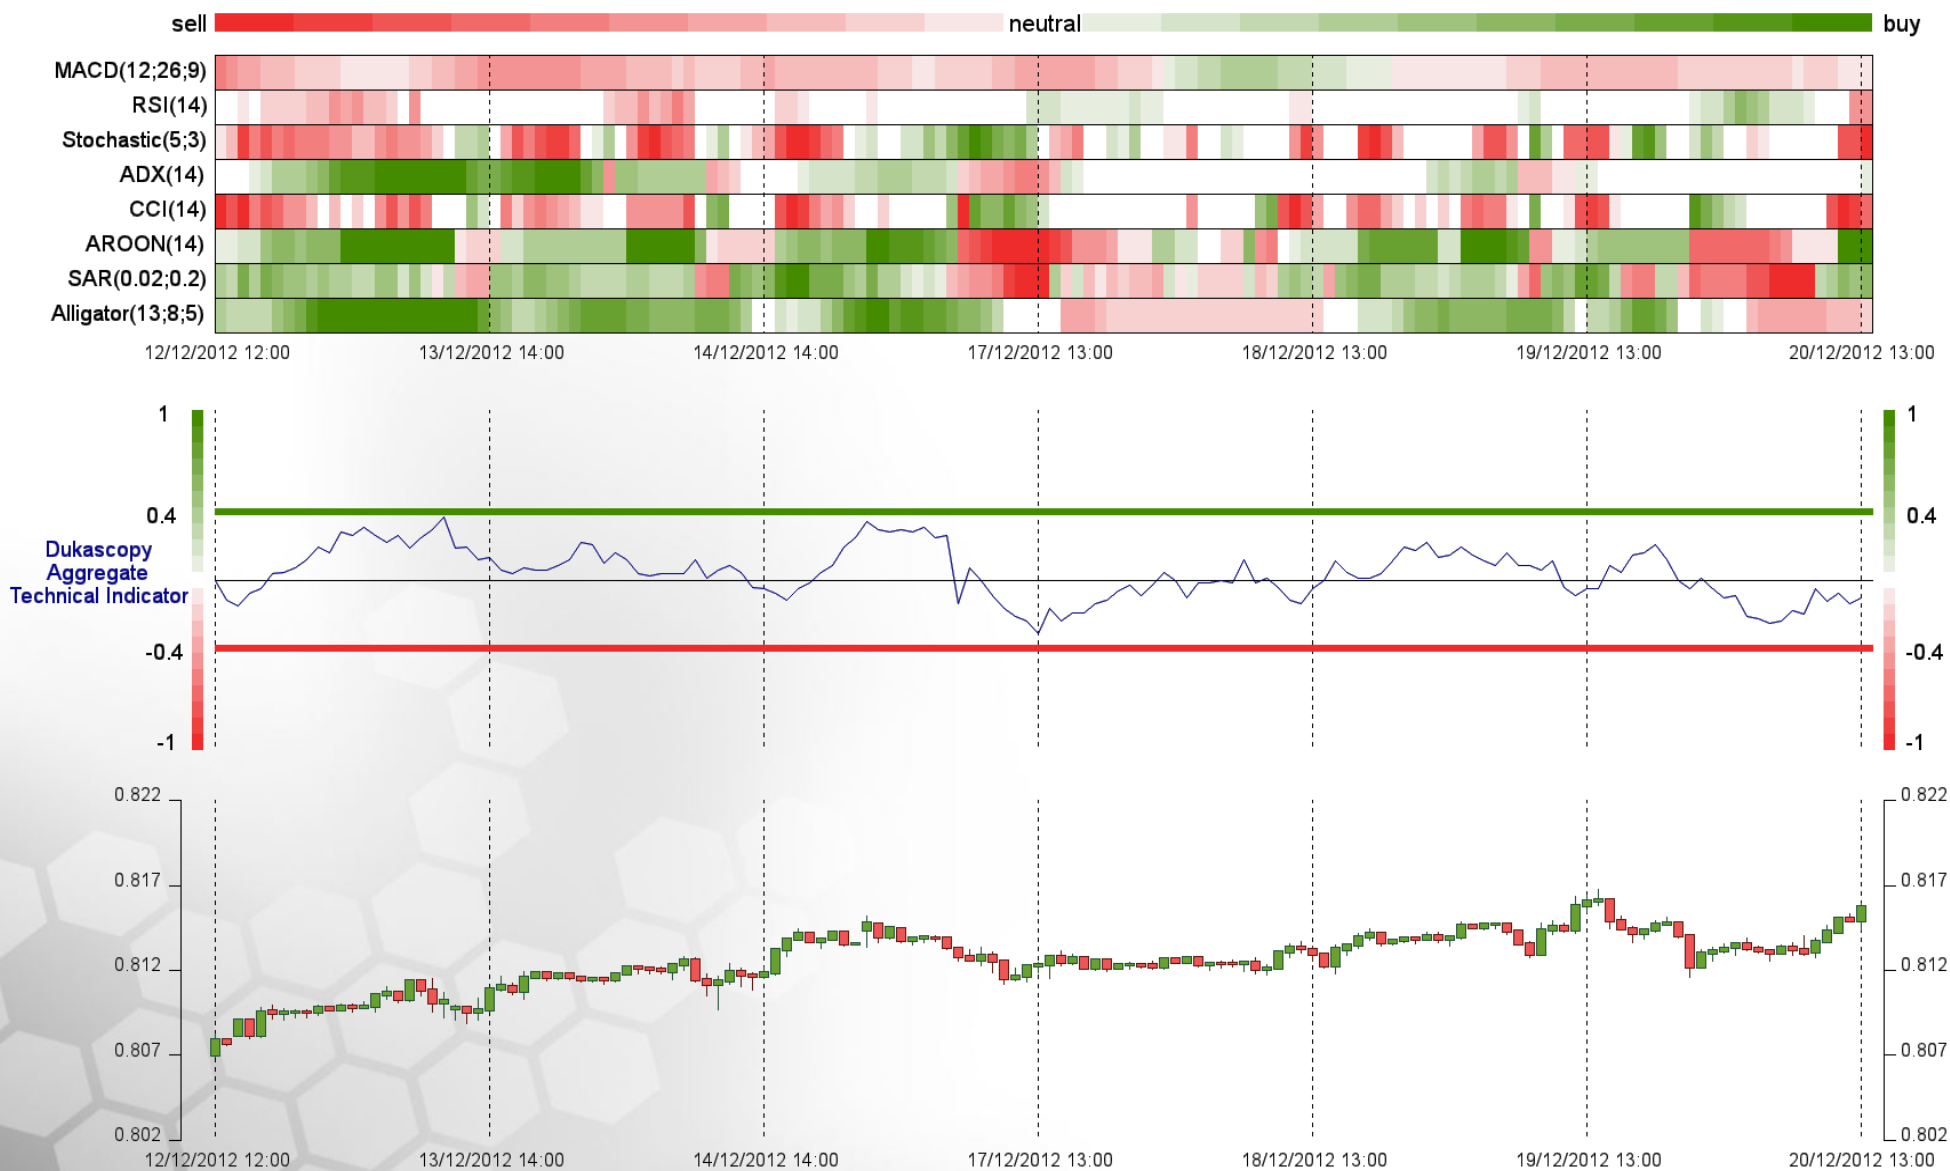 sell neutral buy
MACD(12;26;9)
RSI(14)
Stochastic(5;3)
ADX(14)
CCI(14)
AROON(14)
SAR(0.02;0.2)
Alligator(13;8;5)
12/12/2012 12:00 13/12/2012 14:00 14/12/2012 14:00 17/12/2012 13:00 18/12/2012 13:00 19/12/2012 13:00 20/12/2012 13:00
1 1
0.4 0.4
Dukascopy
Aggregate
Technical Indicator
-0.4 -0.4
-1 -1
0.822 0.822
0.817 0.817
0.812 0.812
0.807 0.807
0.802 0.802
12/12/2012 12:00 13/12/2012 14:00 14/12/2012 14:00 17/12/2012 13:00 18/12/2012 13:00 19/12/2012 13:00 20/12/2012 13:00